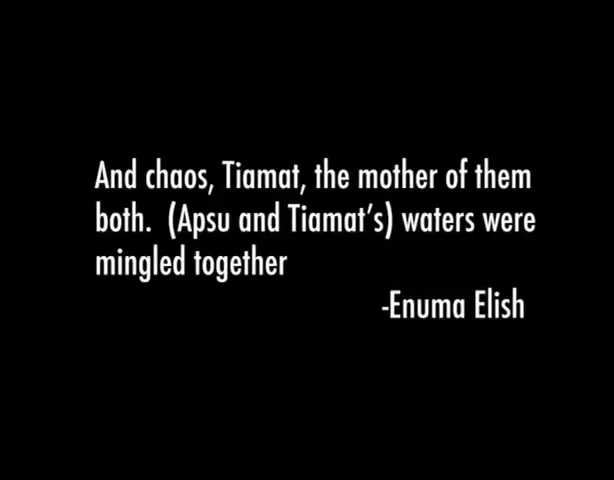 And chaos, Tiamat, the mother of them
both.  (Apsu and Tiamat's) waters were
mingled together
-Enuma Elish